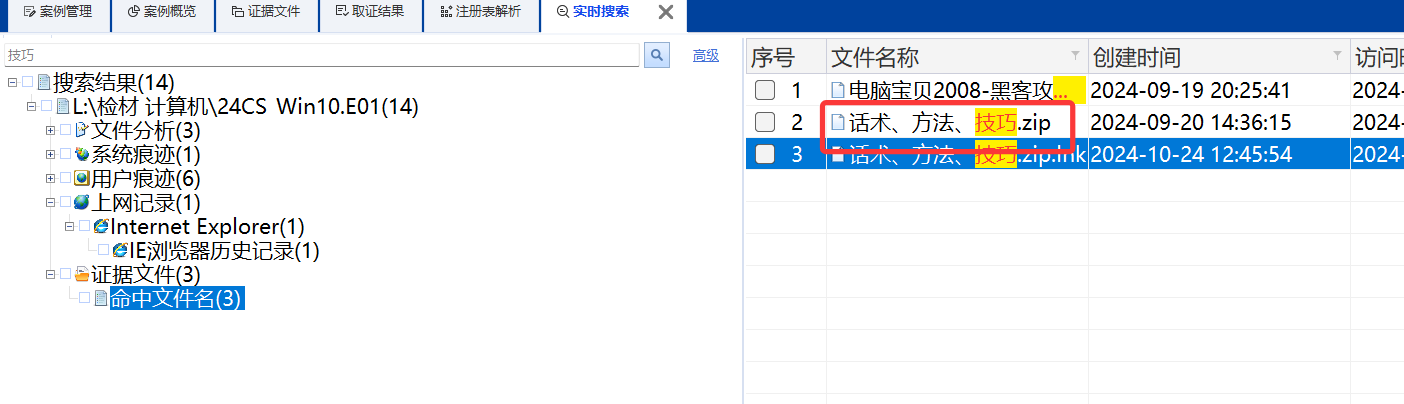 案例管理 案例概览 证据文件 取证结果 注册表解析 实时搜索
技巧 高级
搜索结果(14)
L:\检材 计算机\24CS Win10.E01(14)
文件分析(3)
系统痕迹(1)
用户痕迹(6)
上网记录(1)
Internet Explorer(1)
IE浏览器历史记录(1)
证据文件(3)
命中文件名(3)
序号 文件名称 创建时间 访问时
1 电脑宝贝2008-黑客攻... 2024-09-19 20:25:41 2024-
2 话术、方法、技巧.zip 2024-09-20 14:36:15 2024-
3 话术、方法、技巧.zip.lnk 2024-10-24 12:45:54 2024-